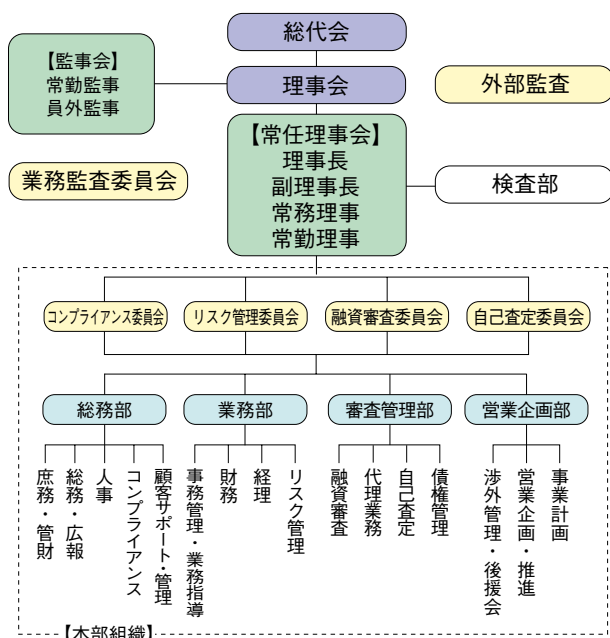 総代会
【監事会】
常勤監事
員外監事
理事会
外部監査
【常任理事会】
理事長
副理事長
常務理事
常勤理事
業務監査委員会
検査部
コンプライアンス委員会
リスク管理委員会
融資審査委員会
自己査定委員会
総務部
業務部
審査管理部
営業企画部
庶務・管財
総務・広報
人事
コンプライアンス
顧客サポート・管理
事務管理・業務指導
財務
経理
リスク管理
融資審査
代理業務
自己査定
債権管理
渉外管理・後援会
営業企画・推進
事業計画
【本部組織】